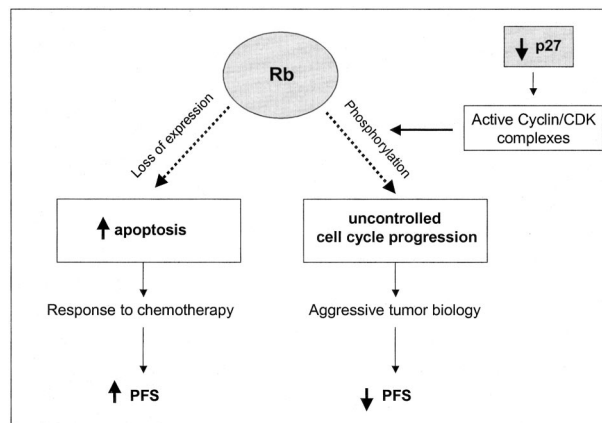 Rb
p27
Loss of expression
Phosphorylation
Active Cyclin/CDK
complexes
apoptosis
uncontrolled
cell cycle progression
Response to chemotherapy
Aggressive tumor biology
PFS
PFS